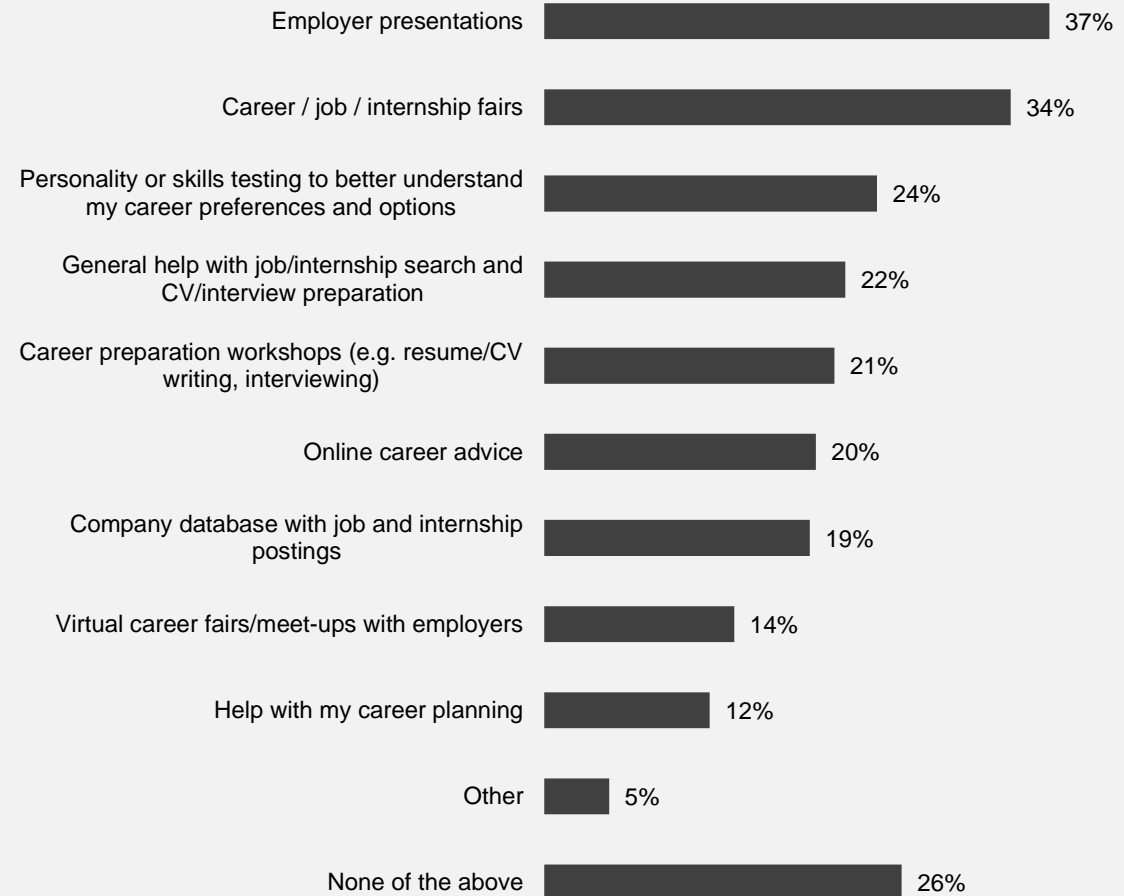 Employer presentations 37%
Career / job / internship fairs 34%
Personality or skills testing to better understand
my career preferences and options 24%
General help with job/internship search and
CV/interview preparation 22%
Career preparation workshops (e.g. resume/CV
writing, interviewing) 21%
Online career advice 20%
Company database with job and internship
postings 19%
Virtual career fairs/meet-ups with employers 14%
Help with my career planning 12%
Other 5%
None of the above 26%